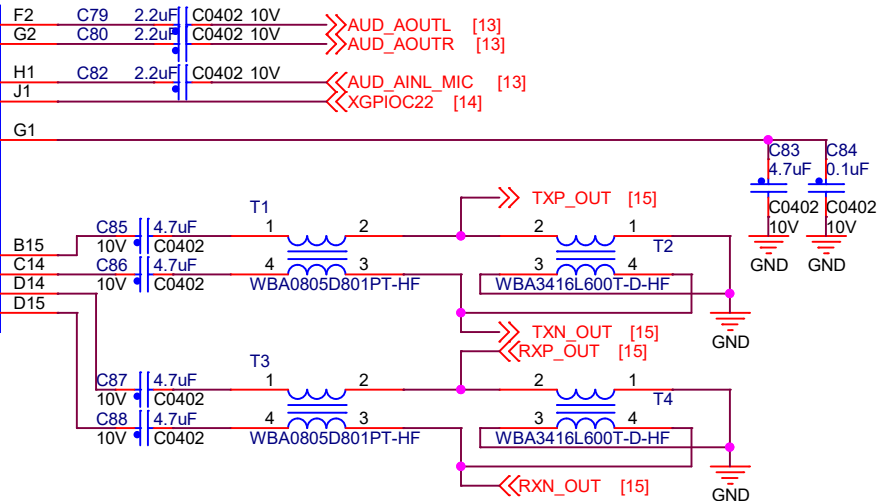 F2 C79 2.2uF C0402 10V AUD_AOUTL [13]
G2 C80 2.2uF C0402 10V AUD_AOUTR [13]
H1 C82 2.2uF C0402 10V AUD_AINL_MIC [13]
J1 XGPIOC22 [14]
G1
C83 C84
4.7uF 0.1uF
C0402 C0402
10V 10V
GND GND
TXP_OUT [15]
T1
B15 C85 4.7uF 1 2 2 1
10V C0402 T2
C14 C86 4.7uF 4 3 3 4
10V C0402 WBA0805D801PT-HF WBA3416L600T-D-HF
D14
D15
TXN_OUT [15]
GND
RXP_OUT [15]
T3
C87 4.7uF 1 2 2 1
10V C0402 T4
C88 4.7uF 4 3 3 4
10V C0402 WBA0805D801PT-HF WBA3416L600T-D-HF
RXN_OUT [15]
GND